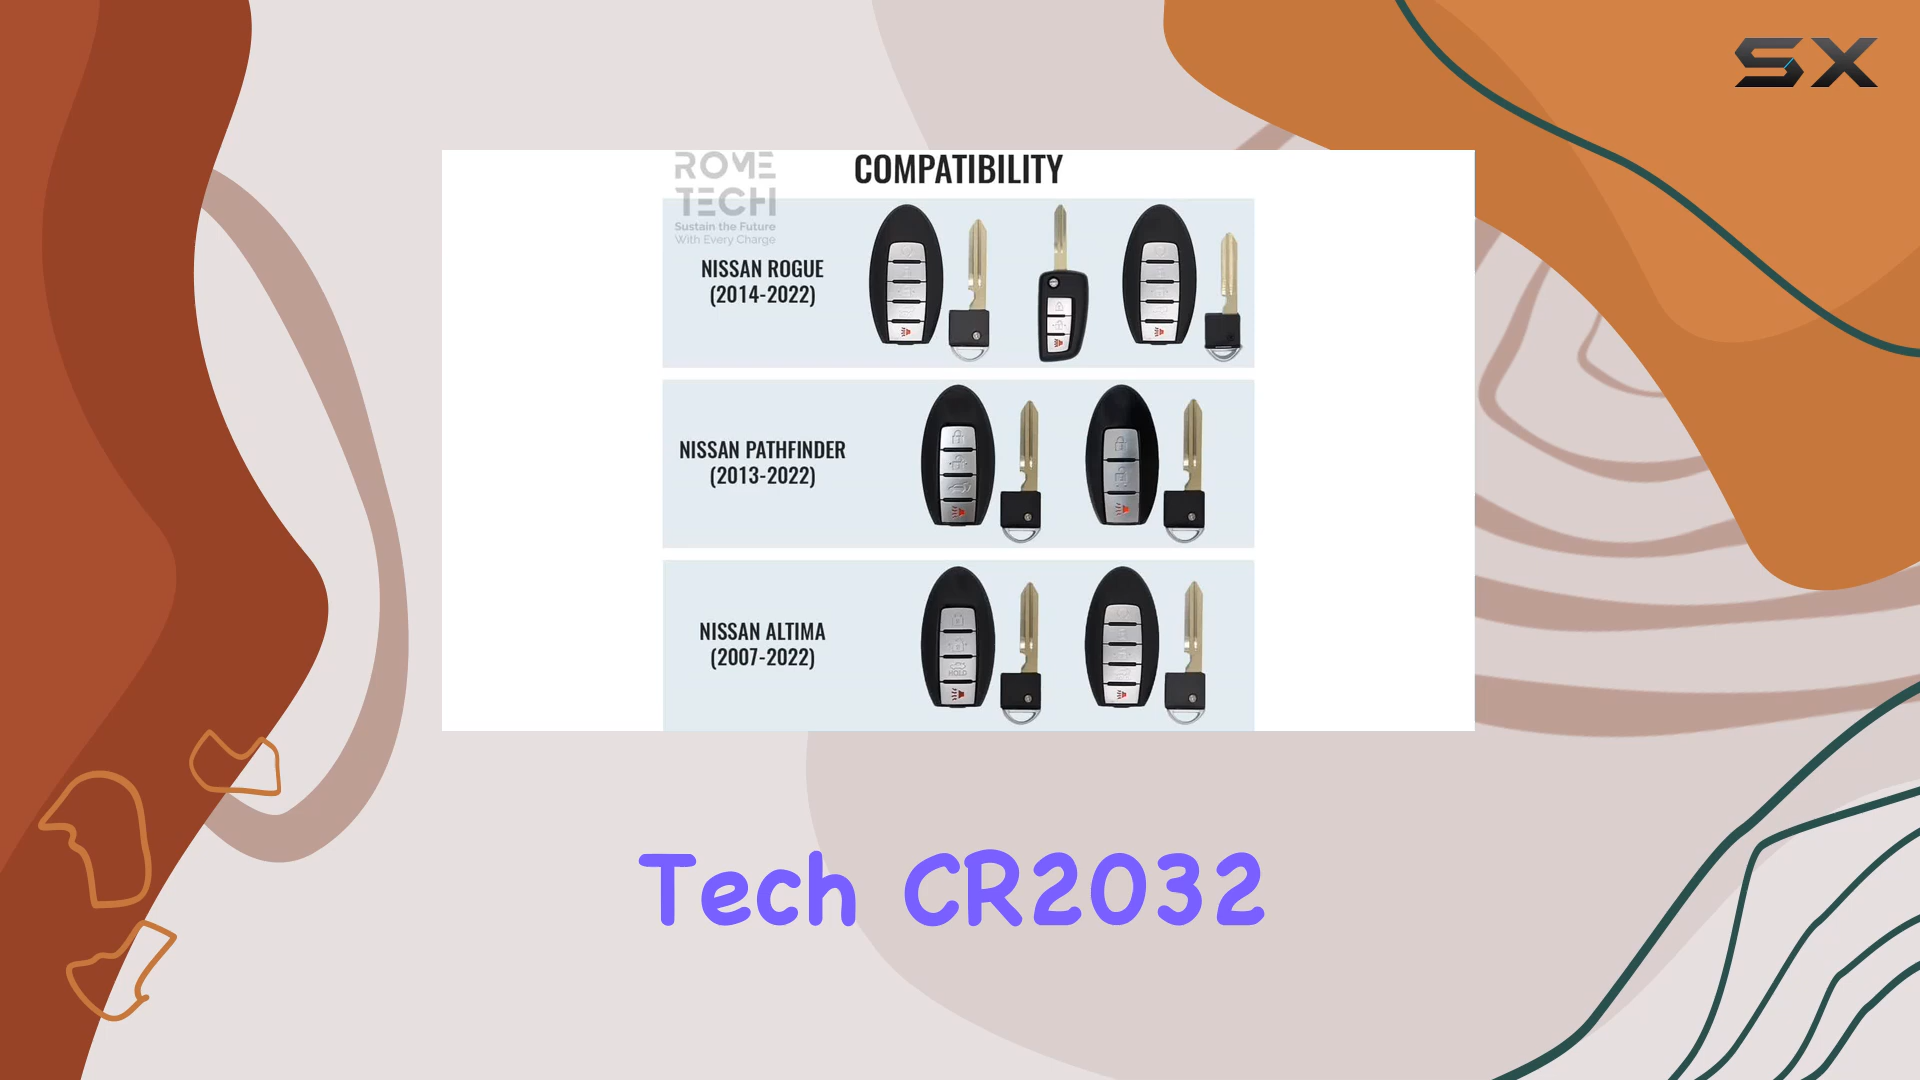 SX
ROME
TECH
Sustain the Future
With Every Charge
COMPATIBILITY
NISSAN ROGUE
(2014-2022)
NISSAN PATHFINDER
(2013-2022)
NISSAN ALTIMA
(2007-2022)
HOLD
Tech CR2032